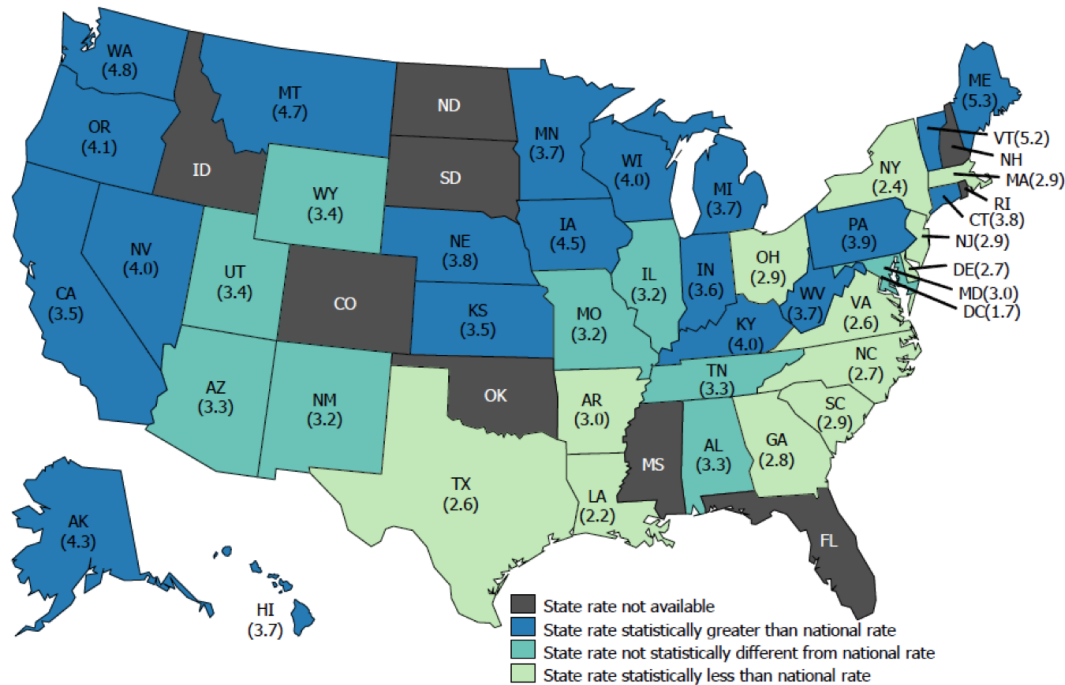 WA
(4.8)
MT
(4.7)
ND
MN
(3.7)
ME
(5.3)
OR
(4.1)
ID
SD
WI
(4.0)
MI
(3.7)
NY
(2.4)
VT(5.2)
NH
MA(2.9)
RI
CT(3.8)
NJ(2.9)
DE(2.7)
MD(3.0)
DC(1.7)
WY
(3.4)
NE
(3.8)
IA
(4.5)
PA
(3.9)
NV
(4.0)
UT
(3.4)
CO
KS
(3.5)
MO
(3.2)
IL
(3.2)
IN
(3.6)
OH
(2.9)
WV
(3.7)
VA
(2.6)
KY
(4.0)
CA
(3.5)
AZ
(3.3)
NM
(3.2)
OK
AR
(3.0)
TN
(3.3)
NC
(2.7)
SC
(2.9)
MS
AL
(3.3)
GA
(2.8)
TX
(2.6)
LA
(2.2)
FL
AK
(4.3)
HI
(3.7)
State rate not available
State rate statistically greater than national rate
State rate not statistically different from national rate
State rate statistically less than national rate